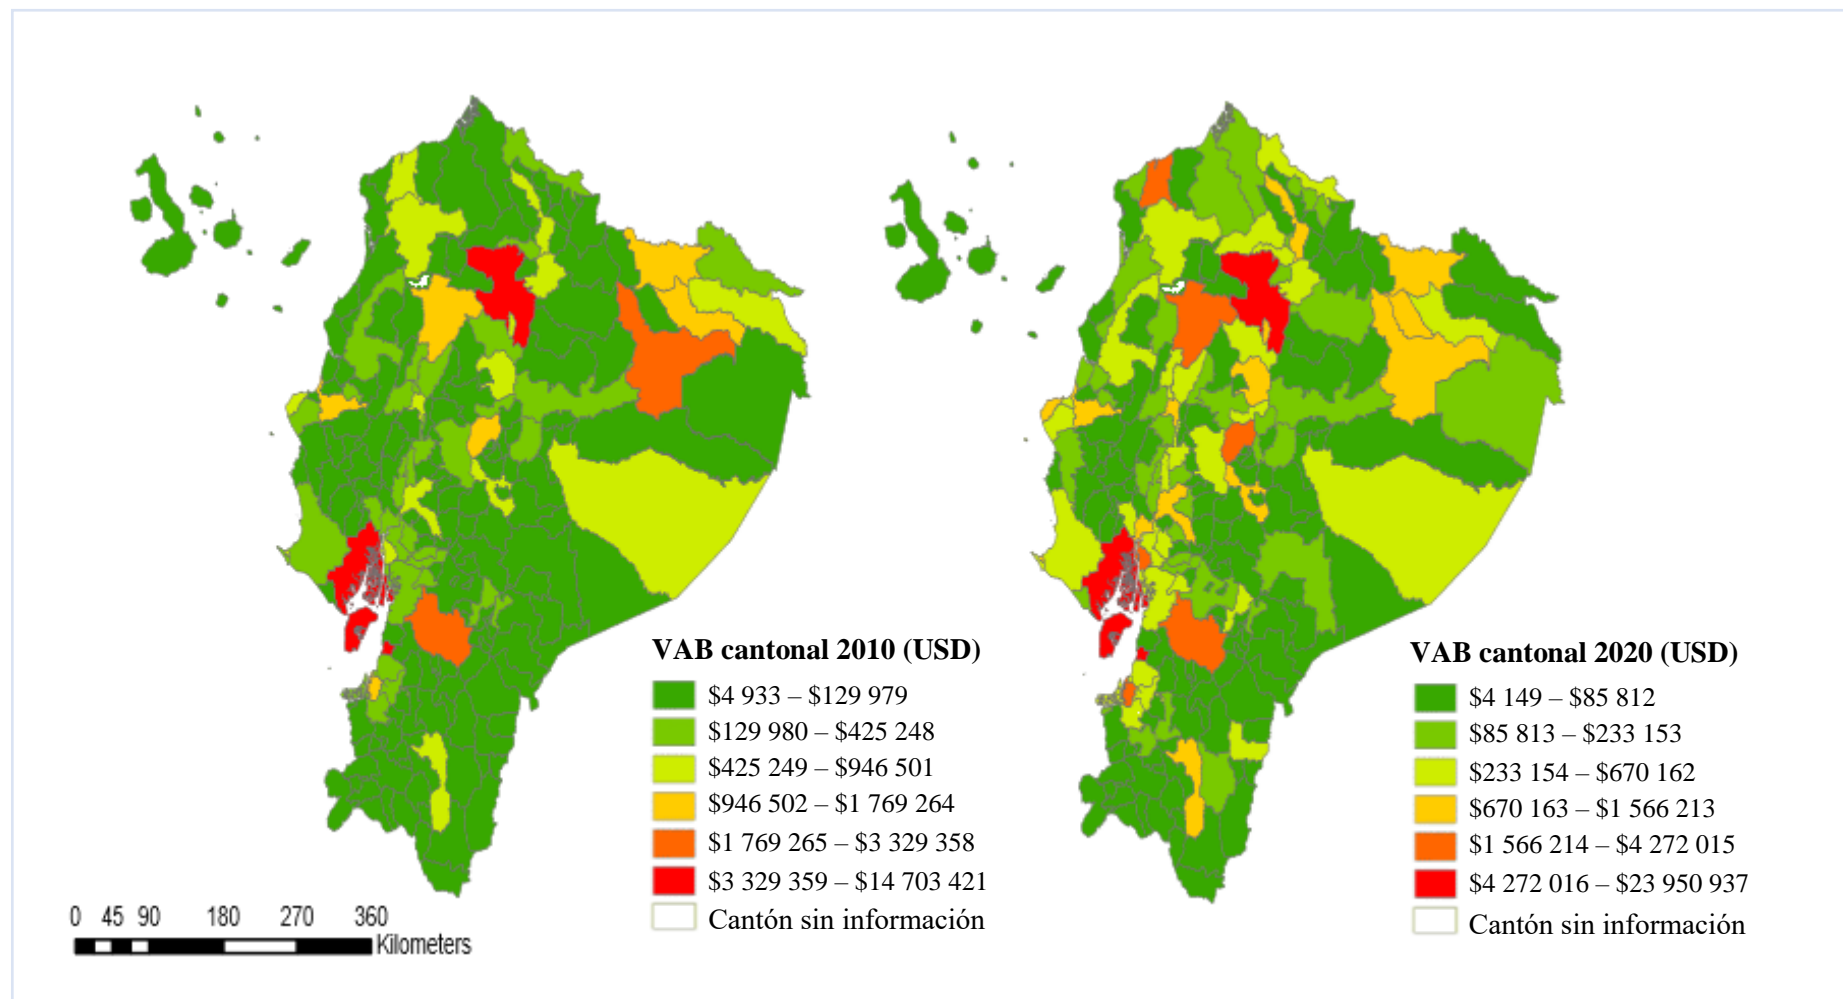 VAB cantonal 2010 (USD)
$4 933 – $129 979
$129 980 – $425 248
$425 249 – $946 501
$946 502 – $1 769 264
$1 769 265 – $3 329 358
$3 329 359 – $14 703 421
Cantón sin información
0 45 90 180 270 360
Kilometers
VAB cantonal 2020 (USD)
$4 149 – $85 812
$85 813 – $233 153
$233 154 – $670 162
$670 163 – $1 566 213
$1 566 214 – $4 272 015
$4 272 016 – $23 950 937
Cantón sin información